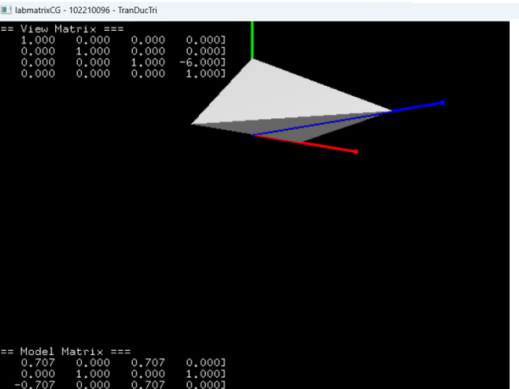 labmatrixCG - 102210096 - TranDucTri
== View Matrix ===
1.000 0.000 0.000 0.000]
0.000 1.000 0.000 0.000]
0.000 0.000 1.000 -6.000]
0.000 0.000 0.000 1.000]
== Model Matrix ===
0.707 0.000 0.707 0.000]
0.000 1.000 0.000 1.000]
-0.707 0.000 0.707 0.000]